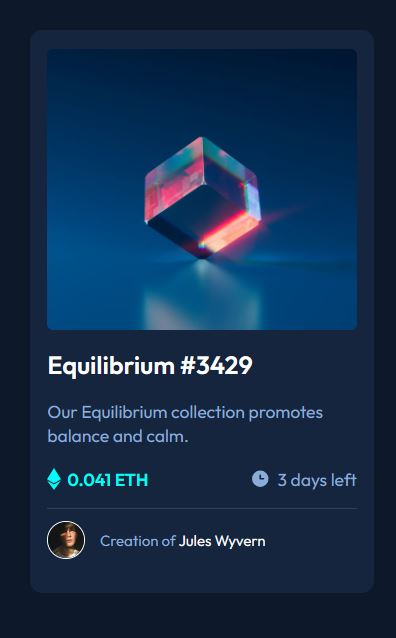 Equilibrium #3429
Our Equilibrium collection promotes
balance and calm.
0.041 ETH
3 days left
Creation of Jules Wyvern